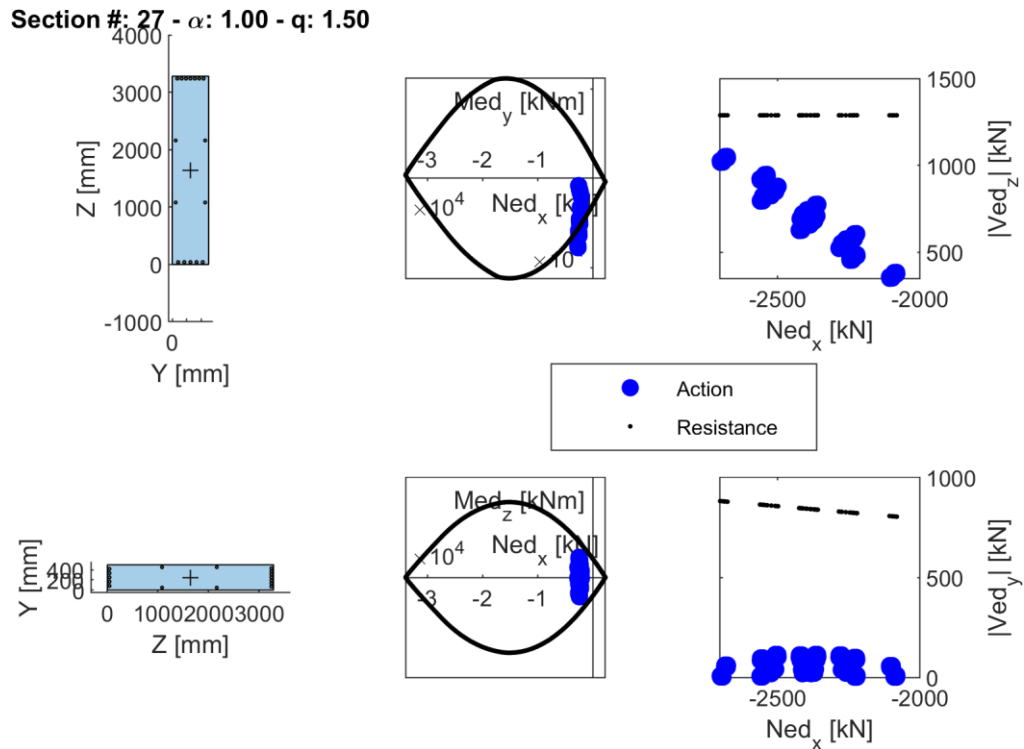 Section #: 27 - α: 1.00 - q: 1.50
4000
3000
2000
1000
0
-1000
Z [mm]
0
Y [mm]
Med_y [kNm]
-3 -2 -1
×10^4
Ned_x [kN]
×10
1500
1000
500
|Ved_z| [kN]
-2500 -2000
Ned_x [kN]
Action
Resistance
400
200
0
Y [mm]
0 1000 2000 3000
Z [mm]
Med_z [kNm]
×10^4
Ned_x [kN]
-3 -2 -1
1000
500
0
|Ved_y| [kN]
-2500 -2000
Ned_x [kN]